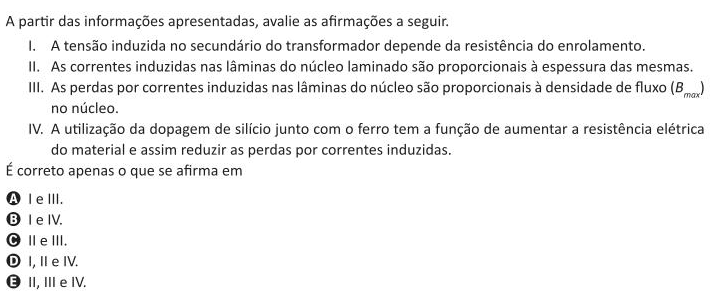 A partir das informações apresentadas, avalie as afirmações a seguir.
I. A tensão induzida no secundário do transformador depende da resistência do enrolamento.
II. As correntes induzidas nas lâminas do núcleo laminado são proporcionais à espessura das mesmas.
III. As perdas por correntes induzidas nas lâminas do núcleo são proporcionais à densidade de fluxo (Bmax)
no núcleo.
IV. A utilização da dopagem de silício junto com o ferro tem a função de aumentar a resistência elétrica
do material e assim reduzir as perdas por correntes induzidas.
É correto apenas o que se afirma em
A I e III.
B I e IV.
C II e III.
D I, II e IV.
E II, III e IV.